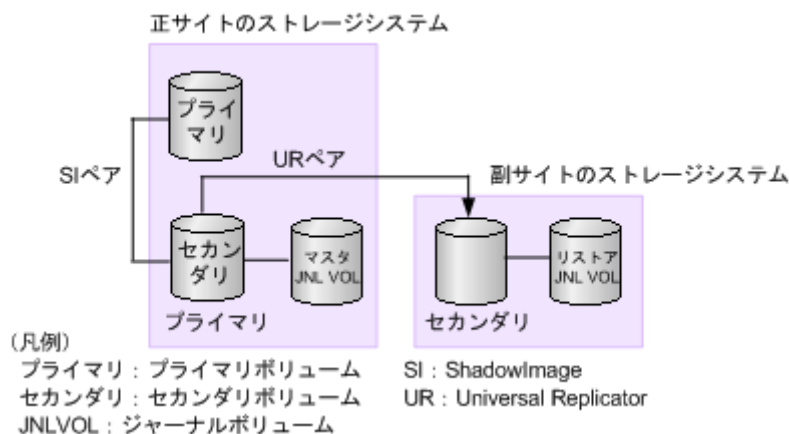 正サイトのストレージシステム
プライ
マリ
SIペア
URペア
副サイトのストレージシステム
セカン
ダリ
マスタ
JNL VOL
リストア
JNL VOL
プライマリ
セカンダリ
(凡例)
プライマリ：プライマリボリューム
セカンダリ：セカンダリボリューム
JNLVOL：ジャーナルボリューム
SI：ShadowImage
UR：Universal Replicator